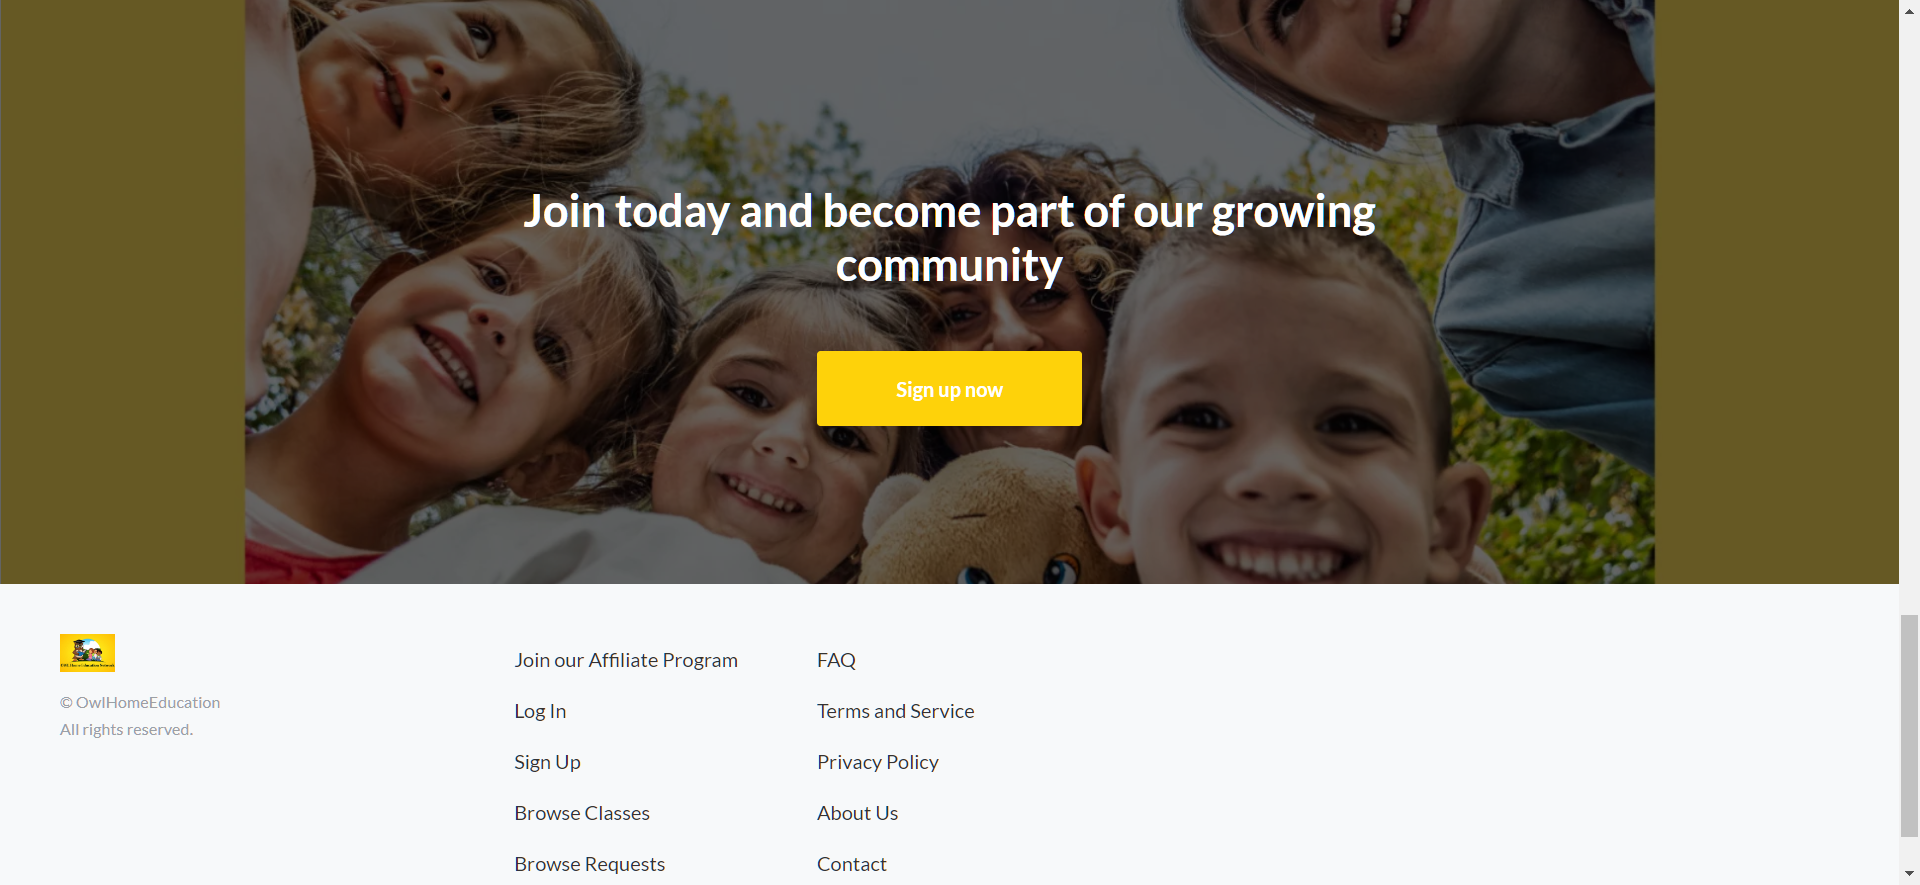 Join today and become part of our growing
community
Sign up now
© OwlHomeEducation
All rights reserved.
Join our Affiliate Program
Log In
Sign Up
Browse Classes
Browse Requests
FAQ
Terms and Service
Privacy Policy
About Us
Contact